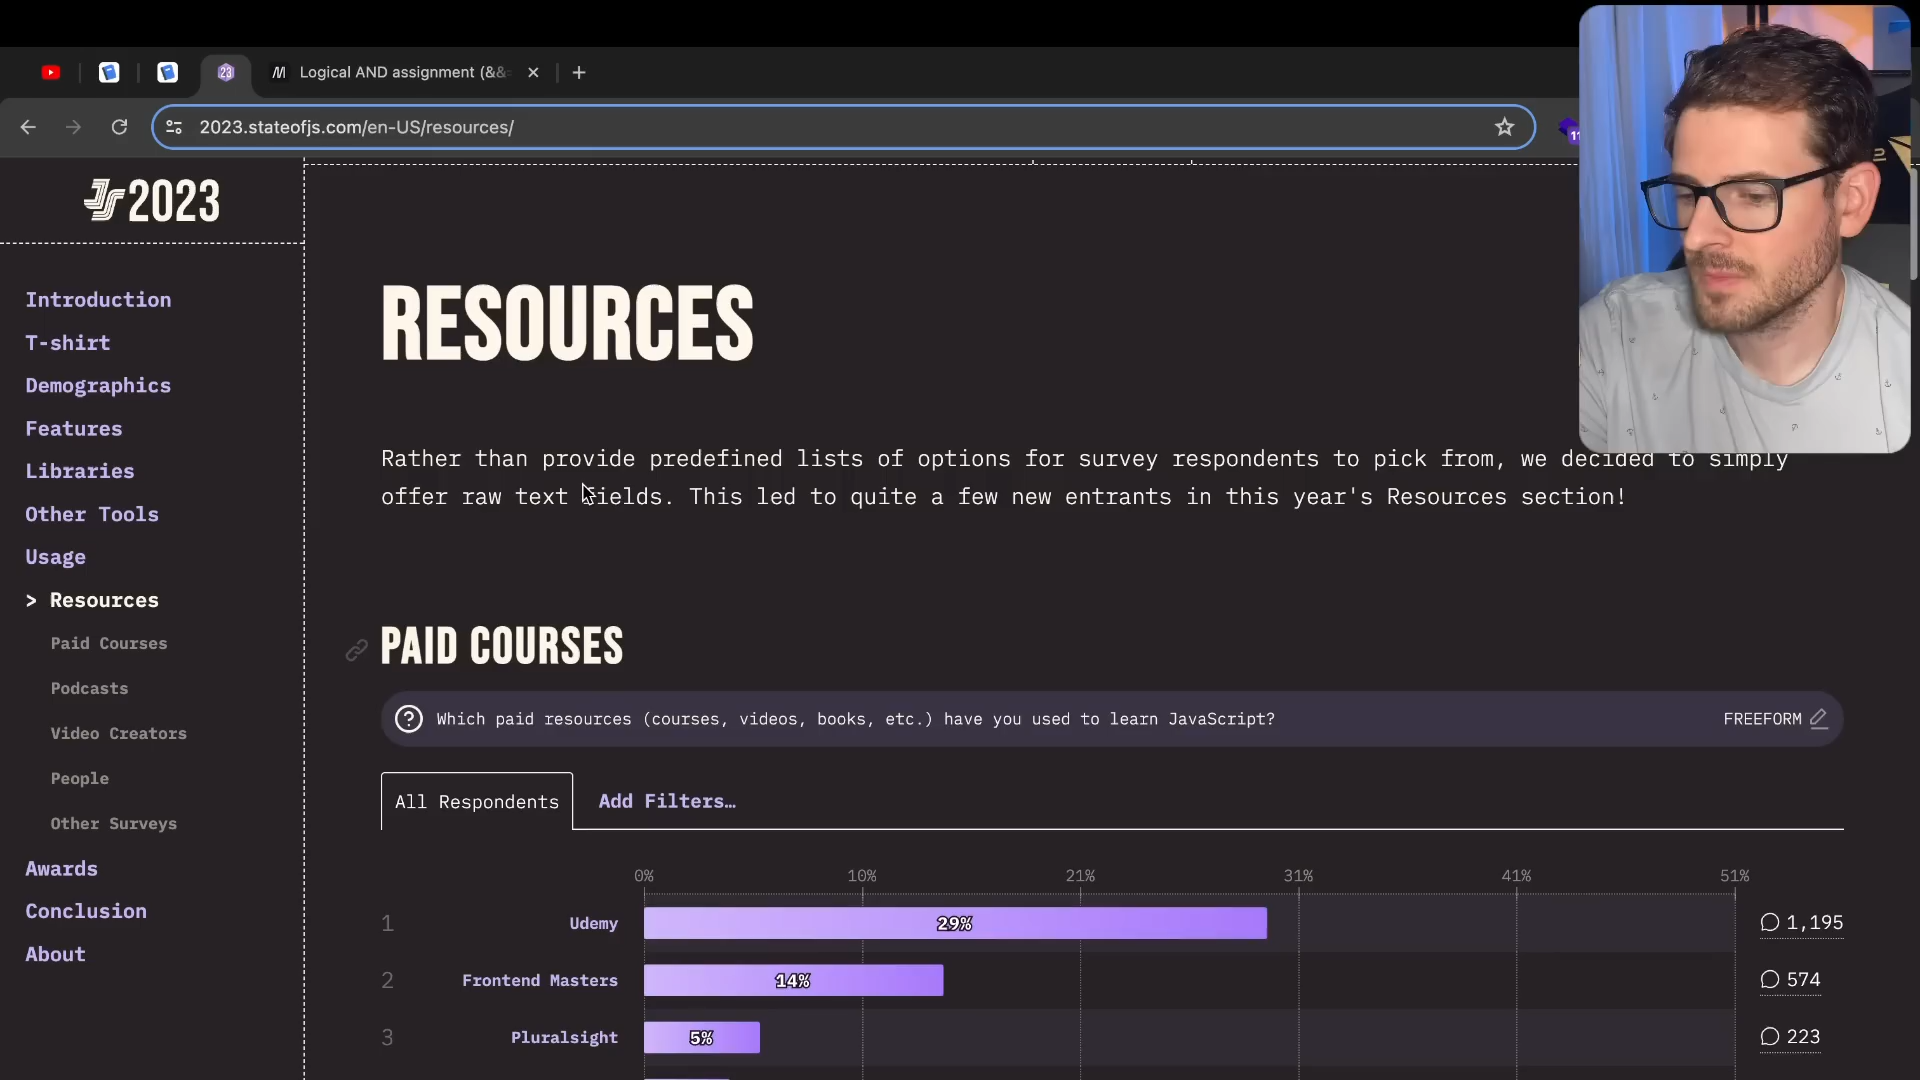 23
Logical AND assignment (&&=
2023.stateofjs.com/en-US/resources/
11
JS 2023
Introduction
T-shirt
Demographics
Features
Libraries
Other Tools
Usage
> Resources
Paid Courses
Podcasts
Video Creators
People
Other Surveys
Awards
Conclusion
About
RESOURCES
Rather than provide predefined lists of options for survey respondents to pick from, we decided to simply
offer raw text fields. This led to quite a few new entrants in this year's Resources section!
PAID COURSES
Which paid resources (courses, videos, books, etc.) have you used to learn JavaScript?
FREEFORM
All Respondents
Add Filters…
0% 10% 21% 31% 41% 51%
1 Udemy 29% 1,195
2 Frontend Masters 14% 574
3 Pluralsight 5% 223